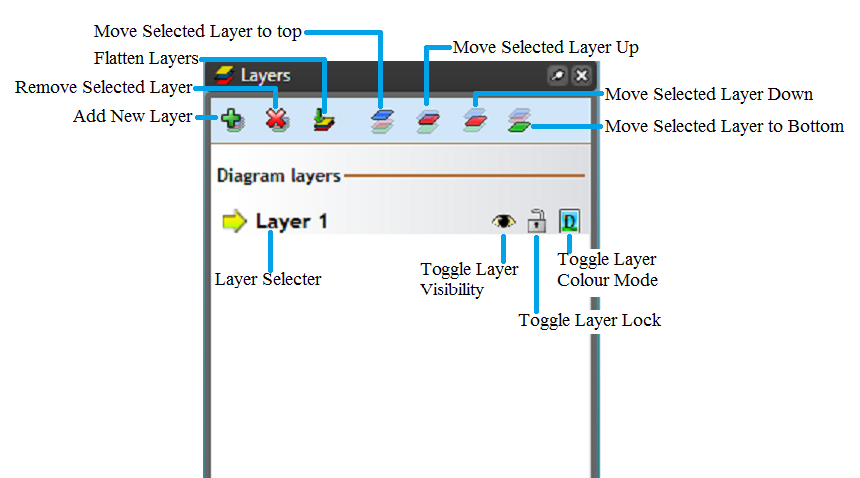 Move Selected Layer to top
Move Selected Layer Up
Flatten Layers
Layers
Remove Selected Layer
Move Selected Layer Down
Add New Layer
Move Selected Layer to Bottom
Diagram layers
Layer 1
D
Layer Selecter
Toggle Layer
Visibility
Toggle Layer
Colour Mode
Toggle Layer Lock